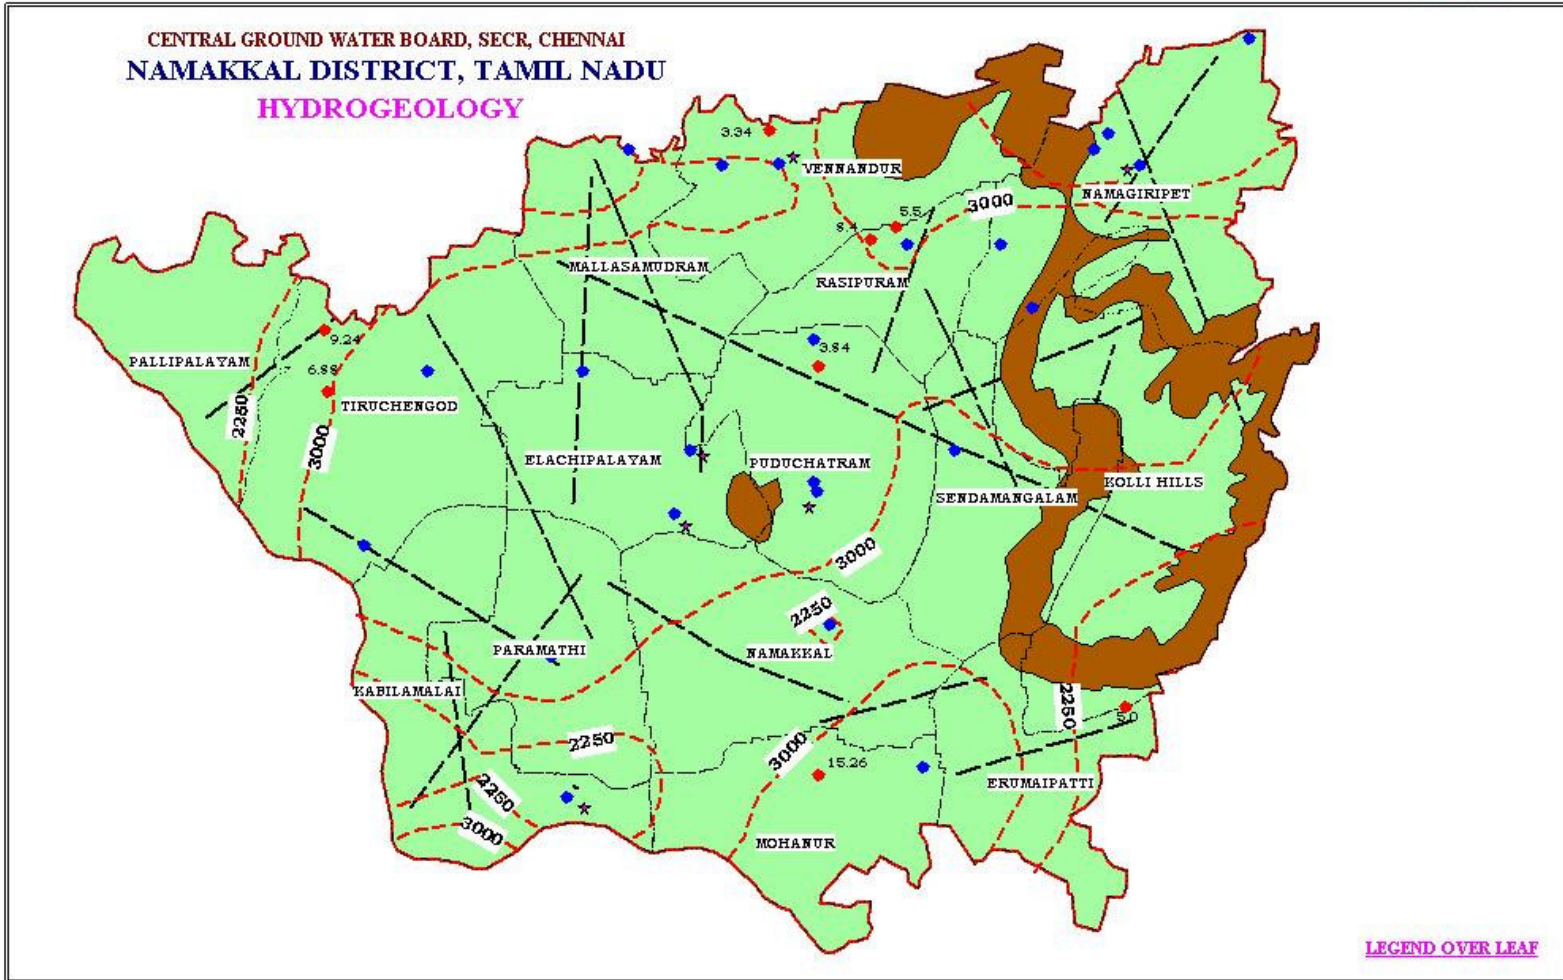 CENTRAL GROUND WATER BOARD, SECR, CHENNAI
NAMAKKAL DISTRICT, TAMIL NADU
HYDROGEOLOGY
3.34
VENNANDUR
NAMAGIRIPET
3000
5.5
8.4
MALLASAMUDRAM
RASIPURAM
9.24
3.84
PALLIPALAYAM
6.88
TIRUCHENGOD
2250
3000
ELACHIPALAYAM
PUDUCHATRAM
SENDAMANGALAM
KOLLI HILLS
3000
2250
PARAMATHI
NAMAKKAL
KABILAMALAI
2250
5.0
2250
3000
15.26
ERUMAIPATTI
2250
3000
MOHANUR
LEGEND OVER LEAF